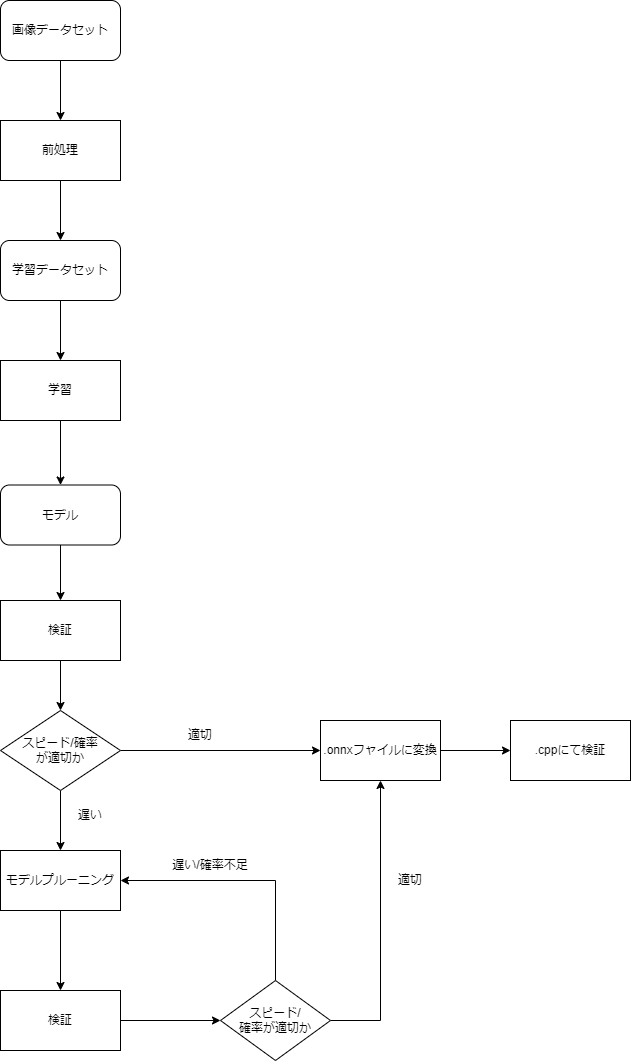 画像データセット
前処理
学習データセット
学習
モデル
検証
スピード/確率
が適切か
適切
.onnxファイルに変換
.cppにて検証
遅い
モデルプルーニング
遅い/確率不足
適切
検証
スピード/
確率が適切か